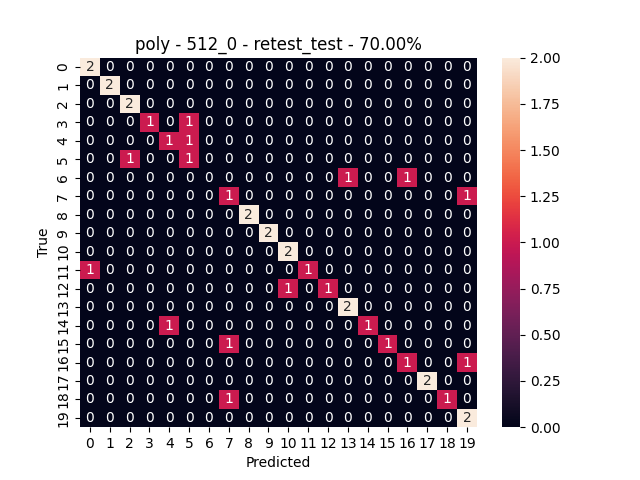 poly - 512_0 - retest_test - 70.00%
True
0 2 0 0 0 0 0 0 0 0 0 0 0 0 0 0 0 0 0 0 0
1 0 2 0 0 0 0 0 0 0 0 0 0 0 0 0 0 0 0 0 0
2 0 0 2 0 0 0 0 0 0 0 0 0 0 0 0 0 0 0 0 0
3 0 0 0 1 0 1 0 0 0 0 0 0 0 0 0 0 0 0 0 0
4 0 0 0 0 1 1 0 0 0 0 0 0 0 0 0 0 0 0 0 0
5 0 0 1 0 0 1 0 0 0 0 0 0 0 0 0 0 0 0 0 0
6 0 0 0 0 0 0 0 0 0 0 0 0 0 1 0 0 1 0 0 0
7 0 0 0 0 0 0 0 1 0 0 0 0 0 0 0 0 0 0 0 1
8 0 0 0 0 0 0 0 0 2 0 0 0 0 0 0 0 0 0 0 0
9 0 0 0 0 0 0 0 0 0 2 0 0 0 0 0 0 0 0 0 0
10 0 0 0 0 0 0 0 0 0 0 2 0 0 0 0 0 0 0 0 0
11 1 0 0 0 0 0 0 0 0 0 0 1 0 0 0 0 0 0 0 0
12 0 0 0 0 0 0 0 0 0 0 1 0 1 0 0 0 0 0 0 0
13 0 0 0 0 0 0 0 0 0 0 0 0 0 2 0 0 0 0 0 0
14 0 0 0 0 1 0 0 0 0 0 0 0 0 0 1 0 0 0 0 0
15 0 0 0 0 0 0 0 1 0 0 0 0 0 0 0 1 0 0 0 0
16 0 0 0 0 0 0 0 0 0 0 0 0 0 0 0 0 1 0 0 1
17 0 0 0 0 0 0 0 0 0 0 0 0 0 0 0 0 0 2 0 0
18 0 0 0 0 0 0 0 1 0 0 0 0 0 0 0 0 0 0 1 0
19 0 0 0 0 0 0 0 0 0 0 0 0 0 0 0 0 0 0 0 2
0 1 2 3 4 5 6 7 8 9 10 11 12 13 14 15 16 17 18 19
Predicted
2.00
1.75
1.50
1.25
1.00
0.75
0.50
0.25
0.00